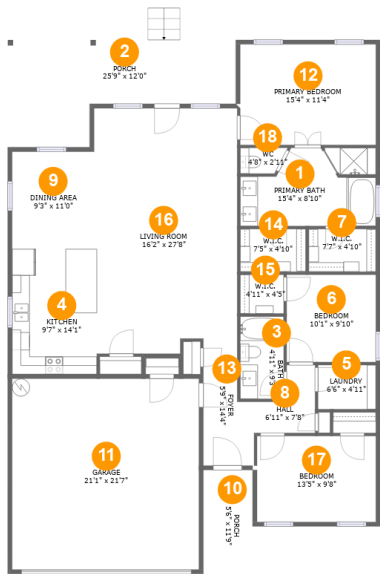 2
PORCH
25'9" x 12'0"
12
PRIMARY BEDROOM
15'4" x 11'4"
18
WC
4'8" x 2'11"
1
PRIMARY BATH
15'4" x 8'10"
9
DINING AREA
9'3" x 11'0"
16
LIVING ROOM
16'2" x 27'8"
14
W.I.C.
7'5" x 4'10"
7
W.I.C.
7'7" x 4'10"
15
W.I.C.
4'11" x 4'5"
4
KITCHEN
9'7" x 14'1"
6
BEDROOM
10'1" x 9'10"
3
BATH
4'11" x 9'3"
13
FOYER
5'9" x 14'4"
5
LAUNDRY
6'6" x 4'11"
8
HALL
6'11" x 7'8"
11
GARAGE
21'1" x 21'7"
17
BEDROOM
13'5" x 9'8"
10
PORCH
5'6" x 11'9"